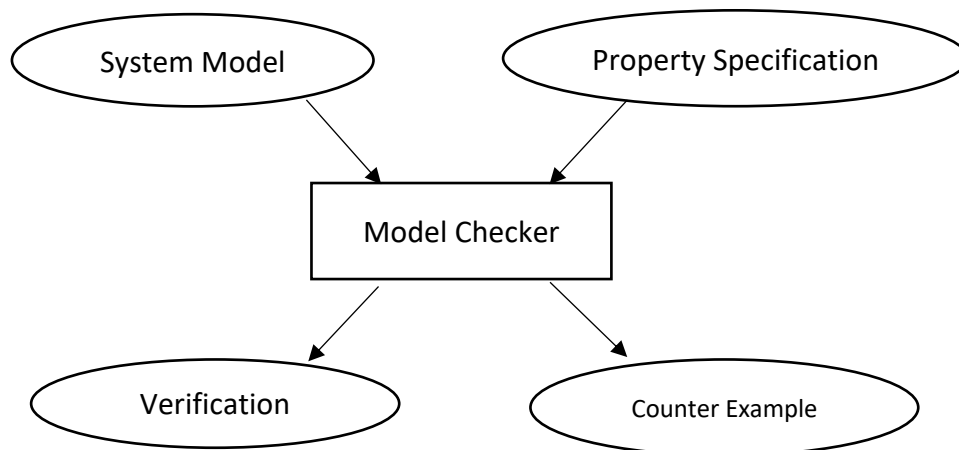 System Model
Property Specification
Model Checker
Verification
Counter Example